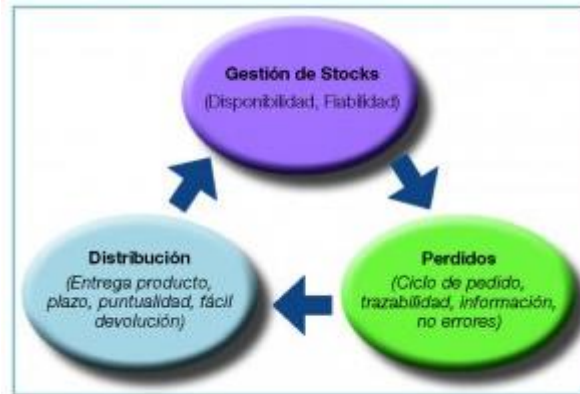 Gestión de Stocks
(Disponibilidad, Fiabilidad)
Distribución
(Entrega producto,
plazo, puntualidad, fácil
devolución)
Perdidos
(Ciclo de pedido,
trazabilidad, información,
no errores)